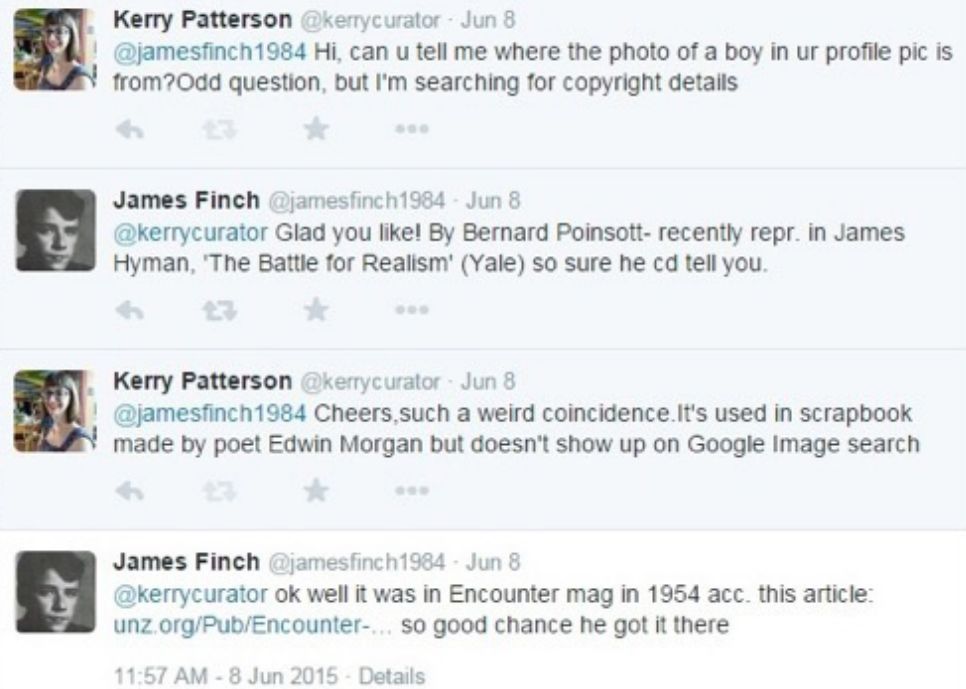 Kerry Patterson @kerrycurator · Jun 8
@jamesfinch1984 Hi, can u tell me where the photo of a boy in ur profile pic is
from?Odd question, but I'm searching for copyright details
James Finch @jamesfinch1984 · Jun 8
@kerrycurator Glad you like! By Bernard Poinsott- recently repr. in James
Hyman, 'The Battle for Realism' (Yale) so sure he cd tell you.
Kerry Patterson @kerrycurator · Jun 8
@jamesfinch1984 Cheers,such a weird coincidence.It's used in scrapbook
made by poet Edwin Morgan but doesn't show up on Google Image search
James Finch @jamesfinch1984 · Jun 8
@kerrycurator ok well it was in Encounter mag in 1954 acc. this article:
unz.org/Pub/Encounter-... so good chance he got it there
11:57 AM - 8 Jun 2015 · Details